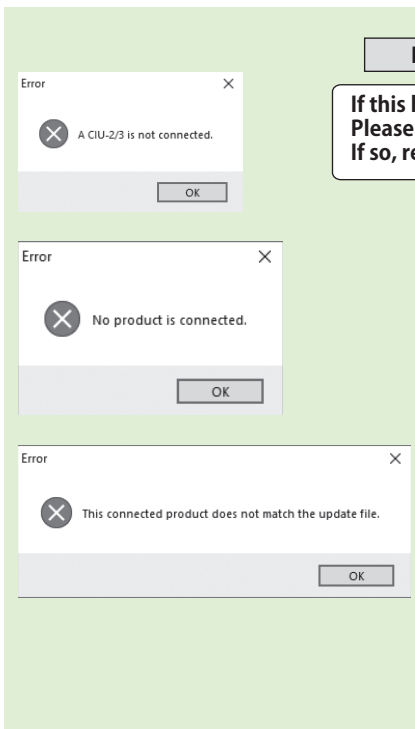 Error
A CIU-2/3 is not connected.
OK
If this
Please
If so,
Error
No product is connected.
OK
Error
This connected product does not match the update file.
OK